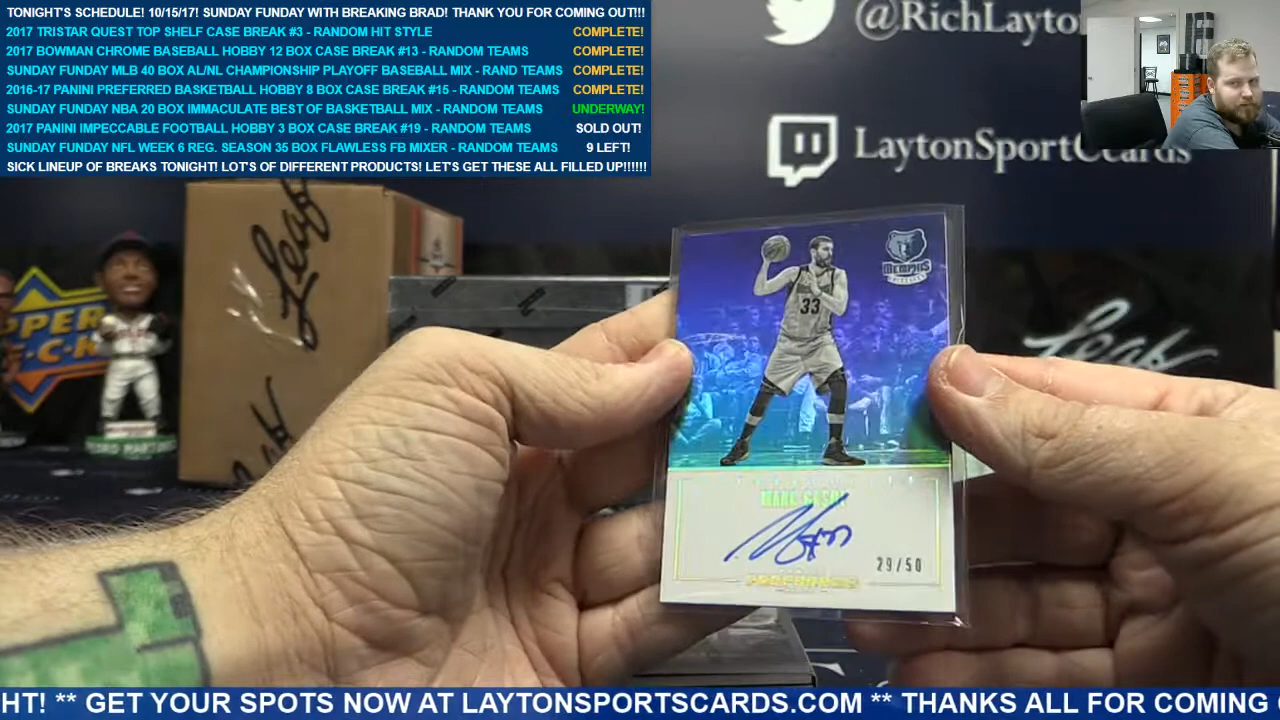 TONIGHT'S SCHEDULE! 10/15/17! SUNDAY FUNDAY WITH BREAKING BRAD! THANK YOU FOR COMING OUT!!!
2017 TRISTAR QUEST TOP SHELF CASE BREAK #3 - RANDOM HIT STYLE COMPLETE!
2017 BOWMAN CHROME BASEBALL HOBBY 12 BOX CASE BREAK #13 - RANDOM TEAMS COMPLETE!
SUNDAY FUNDAY MLB 40 BOX AL/NL CHAMPIONSHIP PLAYOFF BASEBALL MIX - RAND TEAMS COMPLETE!
2016-17 PANINI PREFERRED BASKETBALL HOBBY 8 BOX CASE BREAK #15 - RANDOM TEAMS COMPLETE!
SUNDAY FUNDAY NBA 20 BOX IMMACULATE BEST OF BASKETBALL MIX - RANDOM TEAMS UNDERWAY!
2017 PANINI IMPECCABLE FOOTBALL HOBBY 3 BOX CASE BREAK #19 - RANDOM TEAMS SOLD OUT!
SUNDAY FUNDAY NFL WEEK 6 REG. SEASON 35 BOX FLAWLESS FB MIXER - RANDOM TEAMS 9 LEFT!
SICK LINEUP OF BREAKS TONIGHT! LOT'S OF DIFFERENT PRODUCTS! LET'S GET THESE ALL FILLED UP!!!!!!
@RichLayton
LaytonSportCcards
Leaf
Leaf
Leaf
MEMPHIS
GRIZZLIES
33
MARC GASOL
29/50
HT! ** GET YOUR SPOTS NOW AT LAYTONSPORTSCARDS.COM ** THANKS ALL FOR COMING